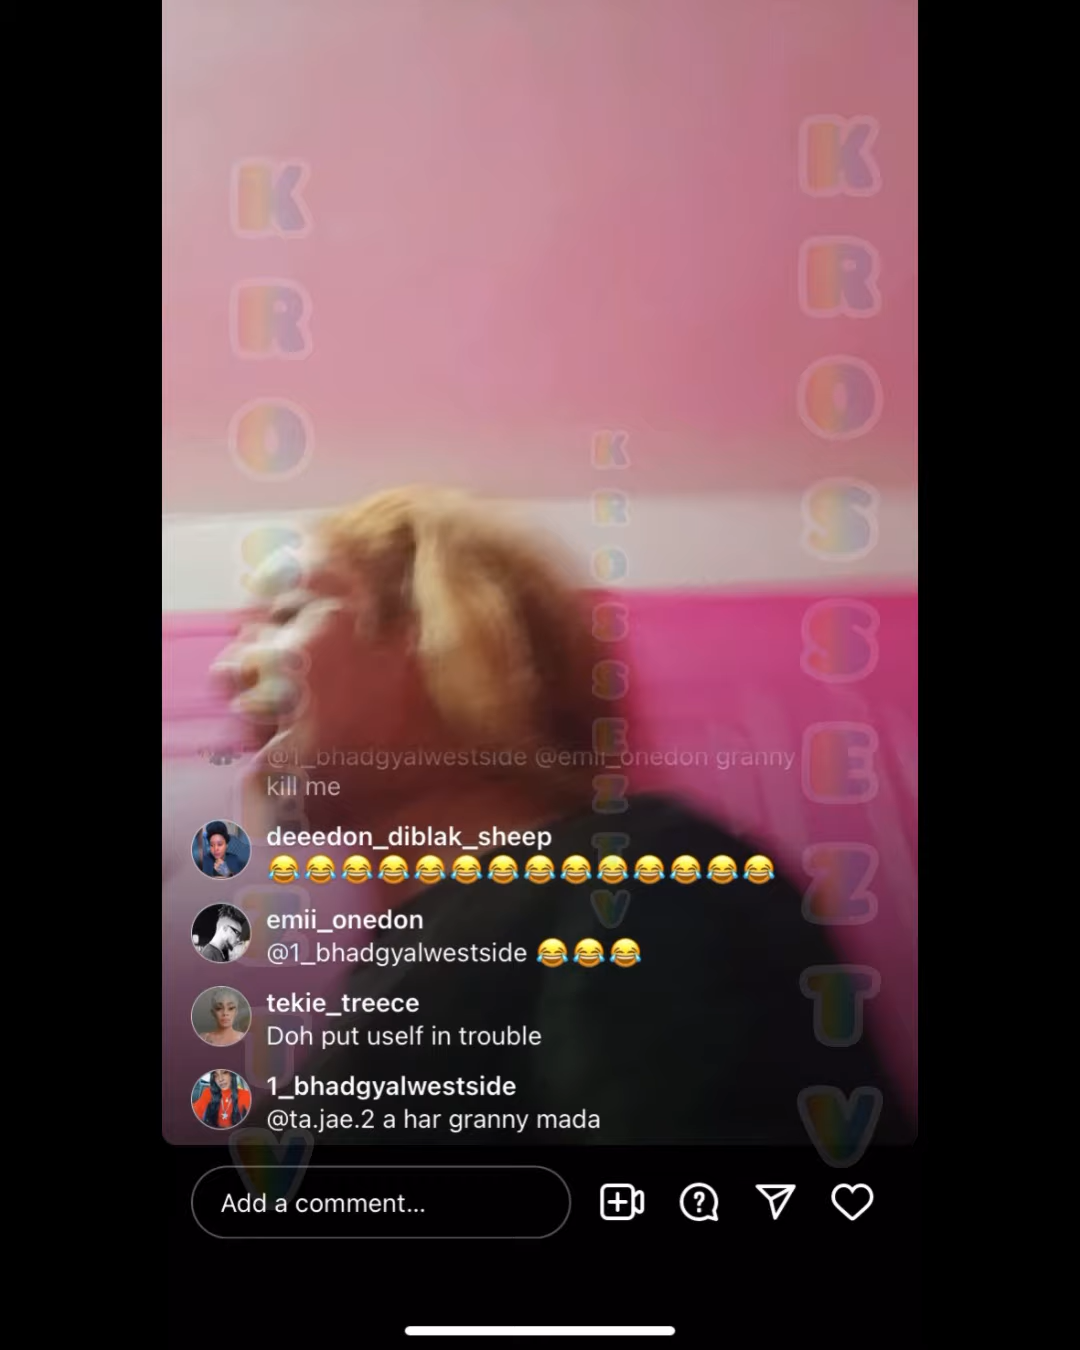 K
R
O
S
S
E
Z
T
V
K
R
O
S
S
E
Z
T
V
K
R
O
S
S
E
Z
T
V
@1_bhadgyalwestside @emii_onedon granny
kill me
deeedon_diblak_sheep
😂😂😂😂😂😂😂😂😂😂😂😂😂😂
emii_onedon
@1_bhadgyalwestside 😂😂😂
tekie_treece
Doh put uself in trouble
1_bhadgyalwestside
@ta.jae.2 a har granny mada
Add a comment...